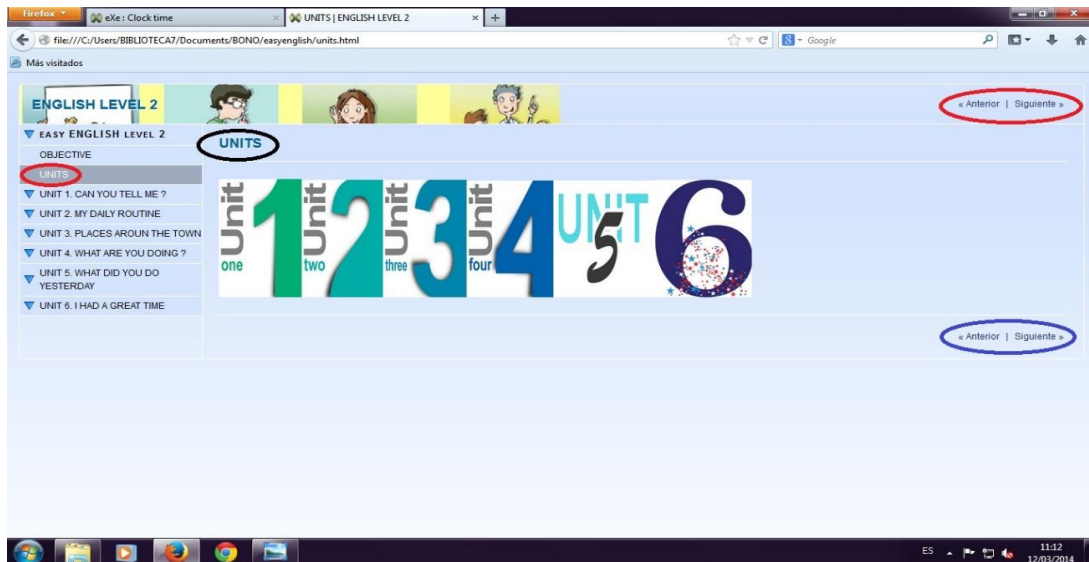 Firefox
eXe : Clock time
UNITS | ENGLISH LEVEL 2
file:///C:/Users/BIBLIOTECA7/Documents/BONO/easyenglish/units.html
Google
Más visitados
ENGLISH LEVEL 2
« Anterior | Siguiente »
EASY ENGLISH LEVEL 2
OBJECTIVE
UNITS
UNIT 1. CAN YOU TELL ME ?
UNIT 2. MY DAILY ROUTINE
UNIT 3. PLACES AROUN THE TOWN
UNIT 4. WHAT ARE YOU DOING ?
UNIT 5. WHAT DID YOU DO
YESTERDAY
UNIT 6. I HAD A GREAT TIME
UNITS
Unit 1 one
Unit 2 two
Unit 3 three
Unit 4 four
UNIT 5
6
« Anterior | Siguiente »
ES
11:12
12/03/2014